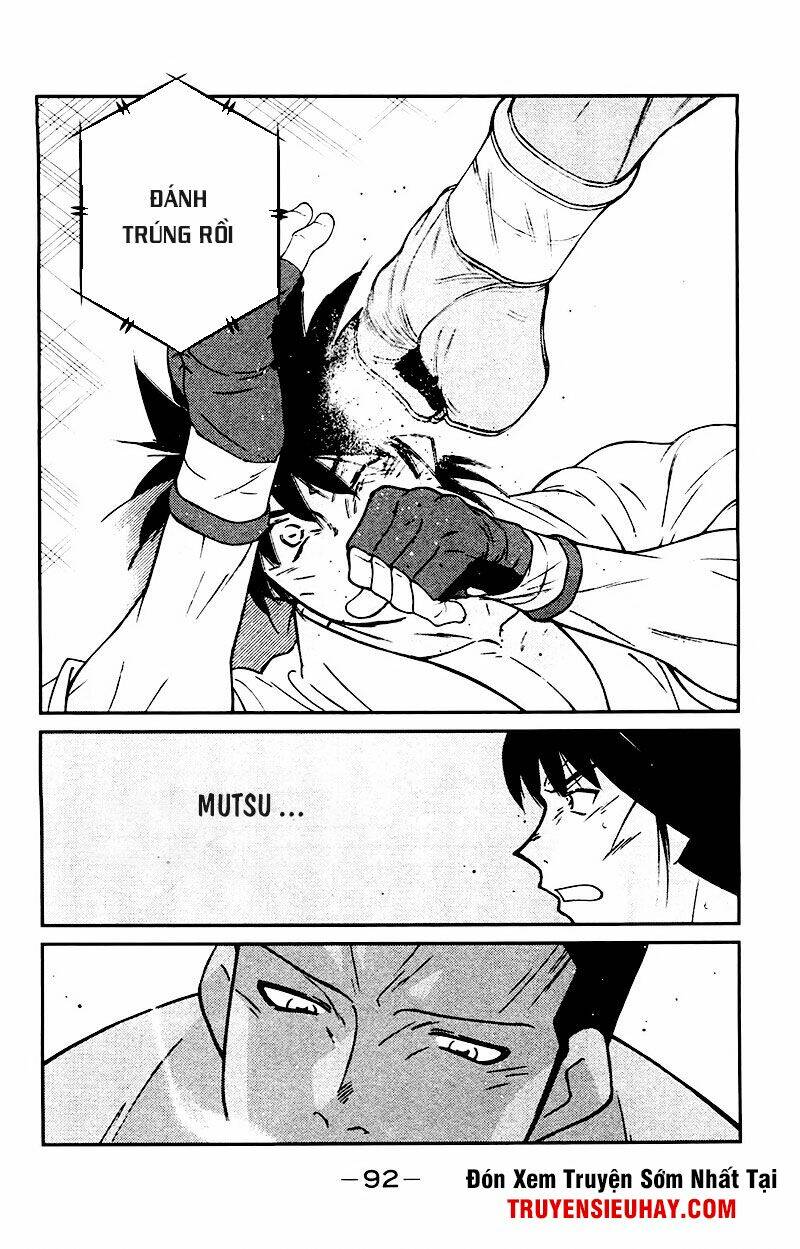 ĐÁNH
TRÚNG RỒI
MUTSU ...
-92-
Đón Xem Truyện Sớm Nhất Tại
TRUYENSIEUHAY.COM